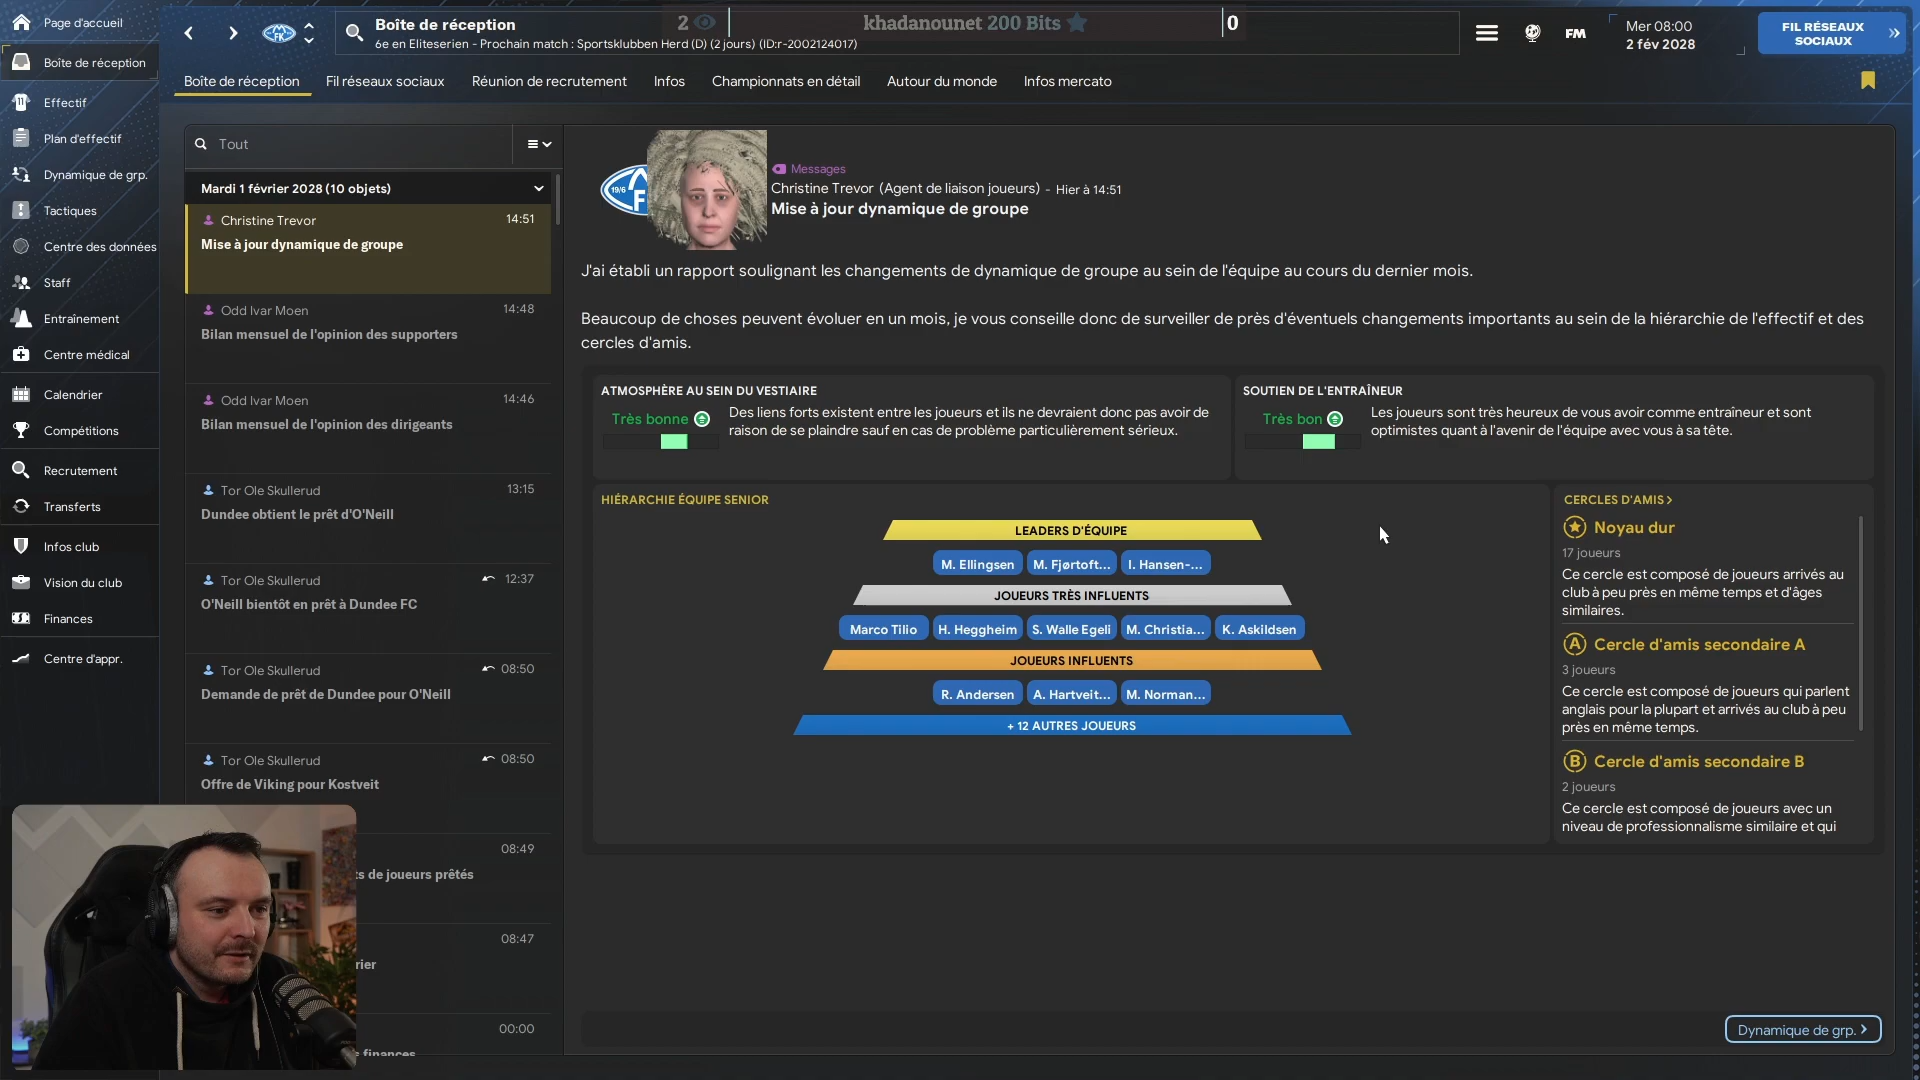 Page d'accueil
Boîte de réception
Effectif
Plan d'effectif
Dynamique de grp.
Tactiques
Centre des données
Staff
Entraînement
Centre médical
Calendrier
Compétitions
Recrutement
Transferts
Infos club
Vision du club
Finances
Centre d'appr.
Boîte de réception
6e en Eliteserien - Prochain match : Sportsklubben Herd (D) (2 jours) (ID:r-2002124017)
2
khadanounet 200 Bits
0
FM
Mer 08:00
2 fév 2028
FIL RÉSEAUX
SOCIAUX
Boîte de réception Fil réseaux sociaux Réunion de recrutement Infos Championnats en détail Autour du monde Infos mercato
Tout
Mardi 1 février 2028 (10 objets)
Christine Trevor 14:51
Mise à jour dynamique de groupe
Odd Ivar Moen 14:48
Bilan mensuel de l'opinion des supporters
Odd Ivar Moen 14:46
Bilan mensuel de l'opinion des dirigeants
Tor Ole Skullerud 13:15
Dundee obtient le prêt d'O'Neill
Tor Ole Skullerud 12:37
O'Neill bientôt en prêt à Dundee FC
Tor Ole Skullerud 08:50
Demande de prêt de Dundee pour O'Neill
Tor Ole Skullerud 08:50
Offre de Viking pour Kostveit
08:49
ts de joueurs prêtés
08:47
rier
00:00
finances
Messages
Christine Trevor (Agent de liaison joueurs) - Hier à 14:51
Mise à jour dynamique de groupe
J'ai établi un rapport soulignant les changements de dynamique de groupe au sein de l'équipe au cours du dernier mois.
Beaucoup de choses peuvent évoluer en un mois, je vous conseille donc de surveiller de près d'éventuels changements importants au sein de la hiérarchie de l'effectif et des
cercles d'amis.
ATMOSPHÈRE AU SEIN DU VESTIAIRE
Très bonne
Des liens forts existent entre les joueurs et ils ne devraient donc pas avoir de
raison de se plaindre sauf en cas de problème particulièrement sérieux.
SOUTIEN DE L'ENTRAÎNEUR
Très bon
Les joueurs sont très heureux de vous avoir comme entraîneur et sont
optimistes quant à l'avenir de l'équipe avec vous à sa tête.
HIÉRARCHIE ÉQUIPE SENIOR
LEADERS D'ÉQUIPE
M. Ellingsen M. Fjørtoft... I. Hansen-...
JOUEURS TRÈS INFLUENTS
Marco Tilio H. Heggheim S. Walle Egeli M. Christia... K. Askildsen
JOUEURS INFLUENTS
R. Andersen A. Hartveit... M. Norman...
+ 12 AUTRES JOUEURS
CERCLES D'AMIS >
Noyau dur
17 joueurs
Ce cercle est composé de joueurs arrivés au
club à peu près en même temps et d'âges
similaires.
A Cercle d'amis secondaire A
3 joueurs
Ce cercle est composé de joueurs qui parlent
anglais pour la plupart et arrivés au club à peu
près en même temps.
B Cercle d'amis secondaire B
2 joueurs
Ce cercle est composé de joueurs avec un
niveau de professionnalisme similaire et qui
Dynamique de grp. >